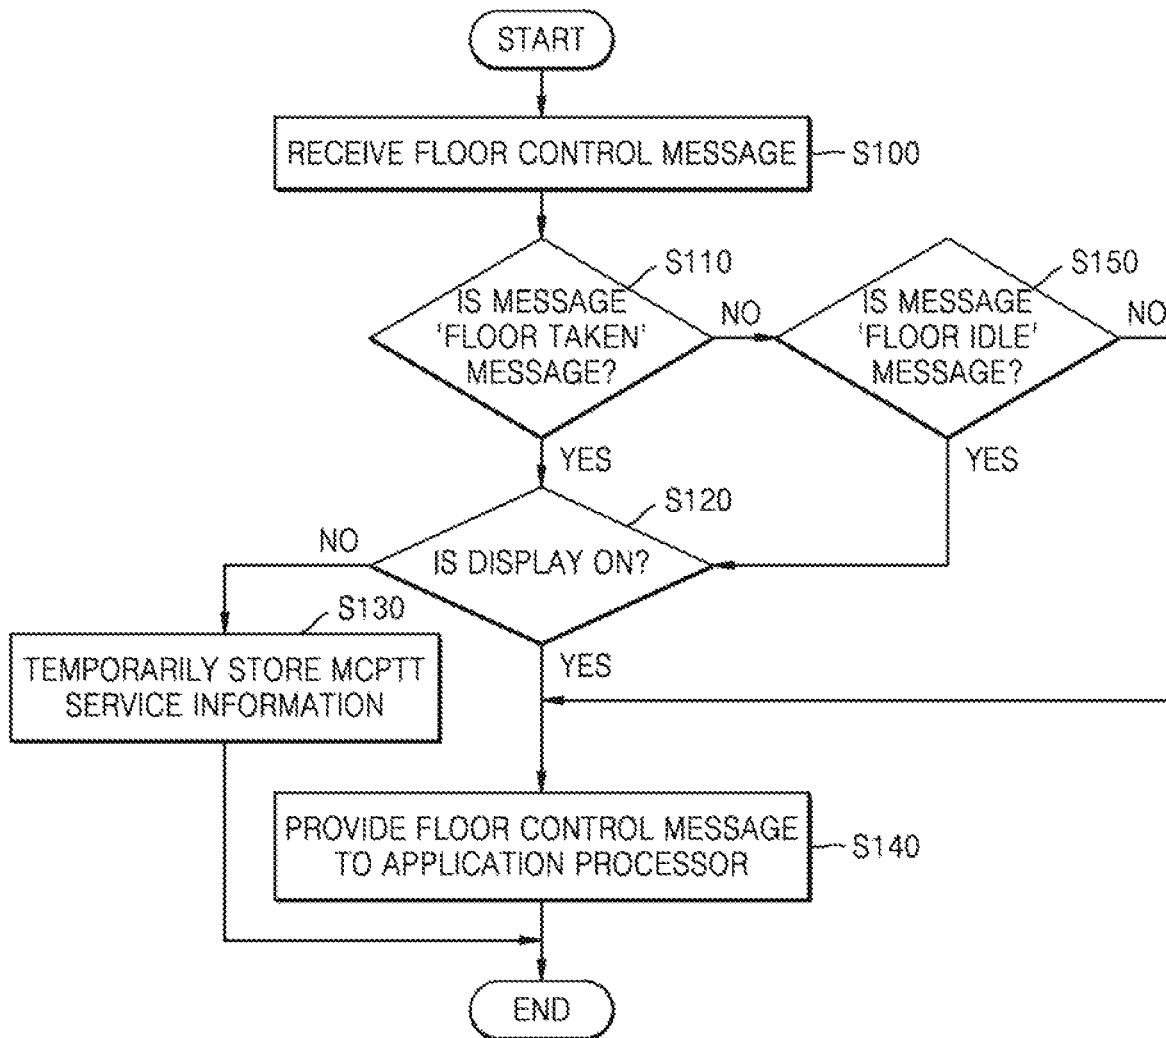 START
RECEIVE FLOOR CONTROL MESSAGE
S100
S110
IS MESSAGE
'FLOOR TAKEN'
MESSAGE?
NO
S150
IS MESSAGE
'FLOOR IDLE'
MESSAGE?
NO
YES
YES
S120
IS DISPLAY ON?
NO
YES
S130
TEMPORARILY STORE MCPTT
SERVICE INFORMATION
PROVIDE FLOOR CONTROL MESSAGE
TO APPLICATION PROCESSOR
S140
END